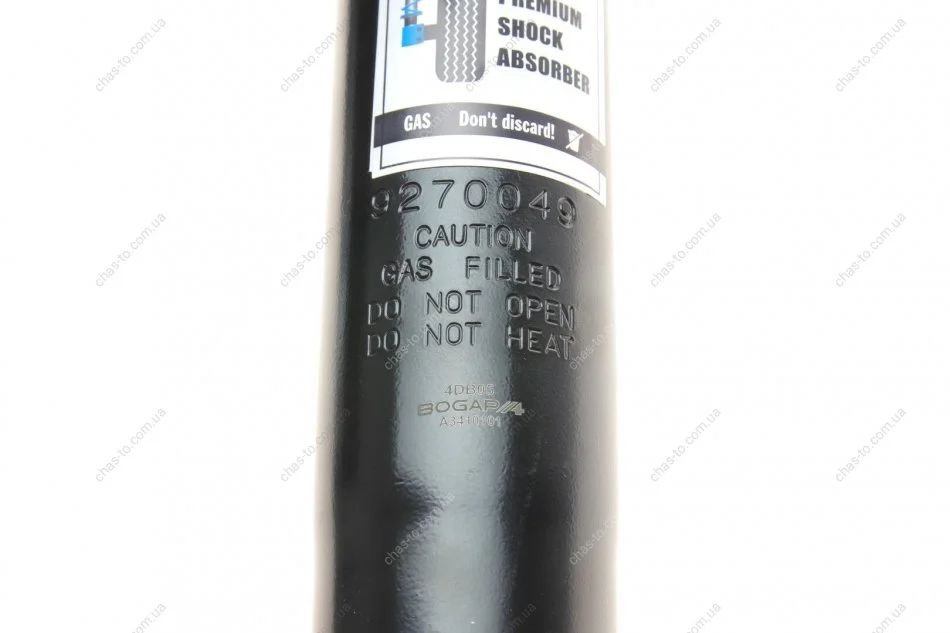 PREMIUM
SHOCK
ABSORBER
GAS Don't discard!
9270049
CAUTION
GAS FILLED
DO NOT OPEN
DO NOT HEAT
4DB05
BOGAP
A3410101
chas-to.com.ua